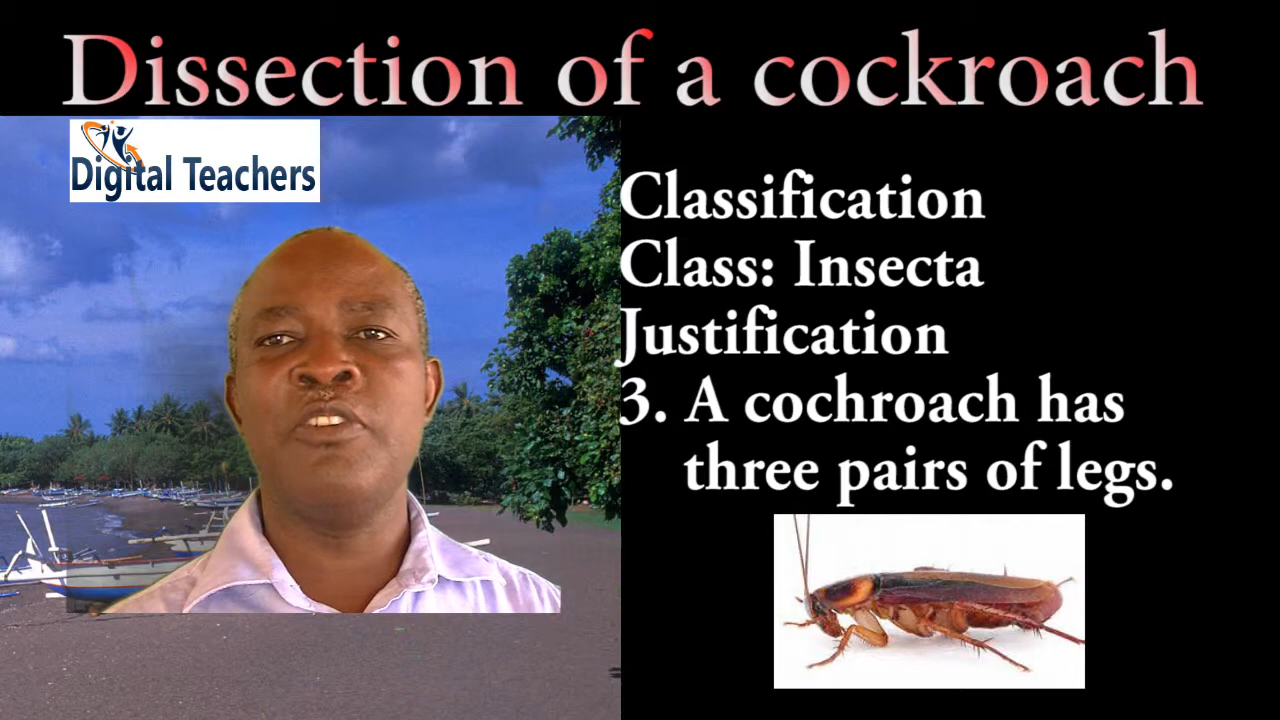 Dissection of a cockroach
Digital Teachers
Classification
Class: Insecta
Justification
3. A cochroach has
three pairs of legs.